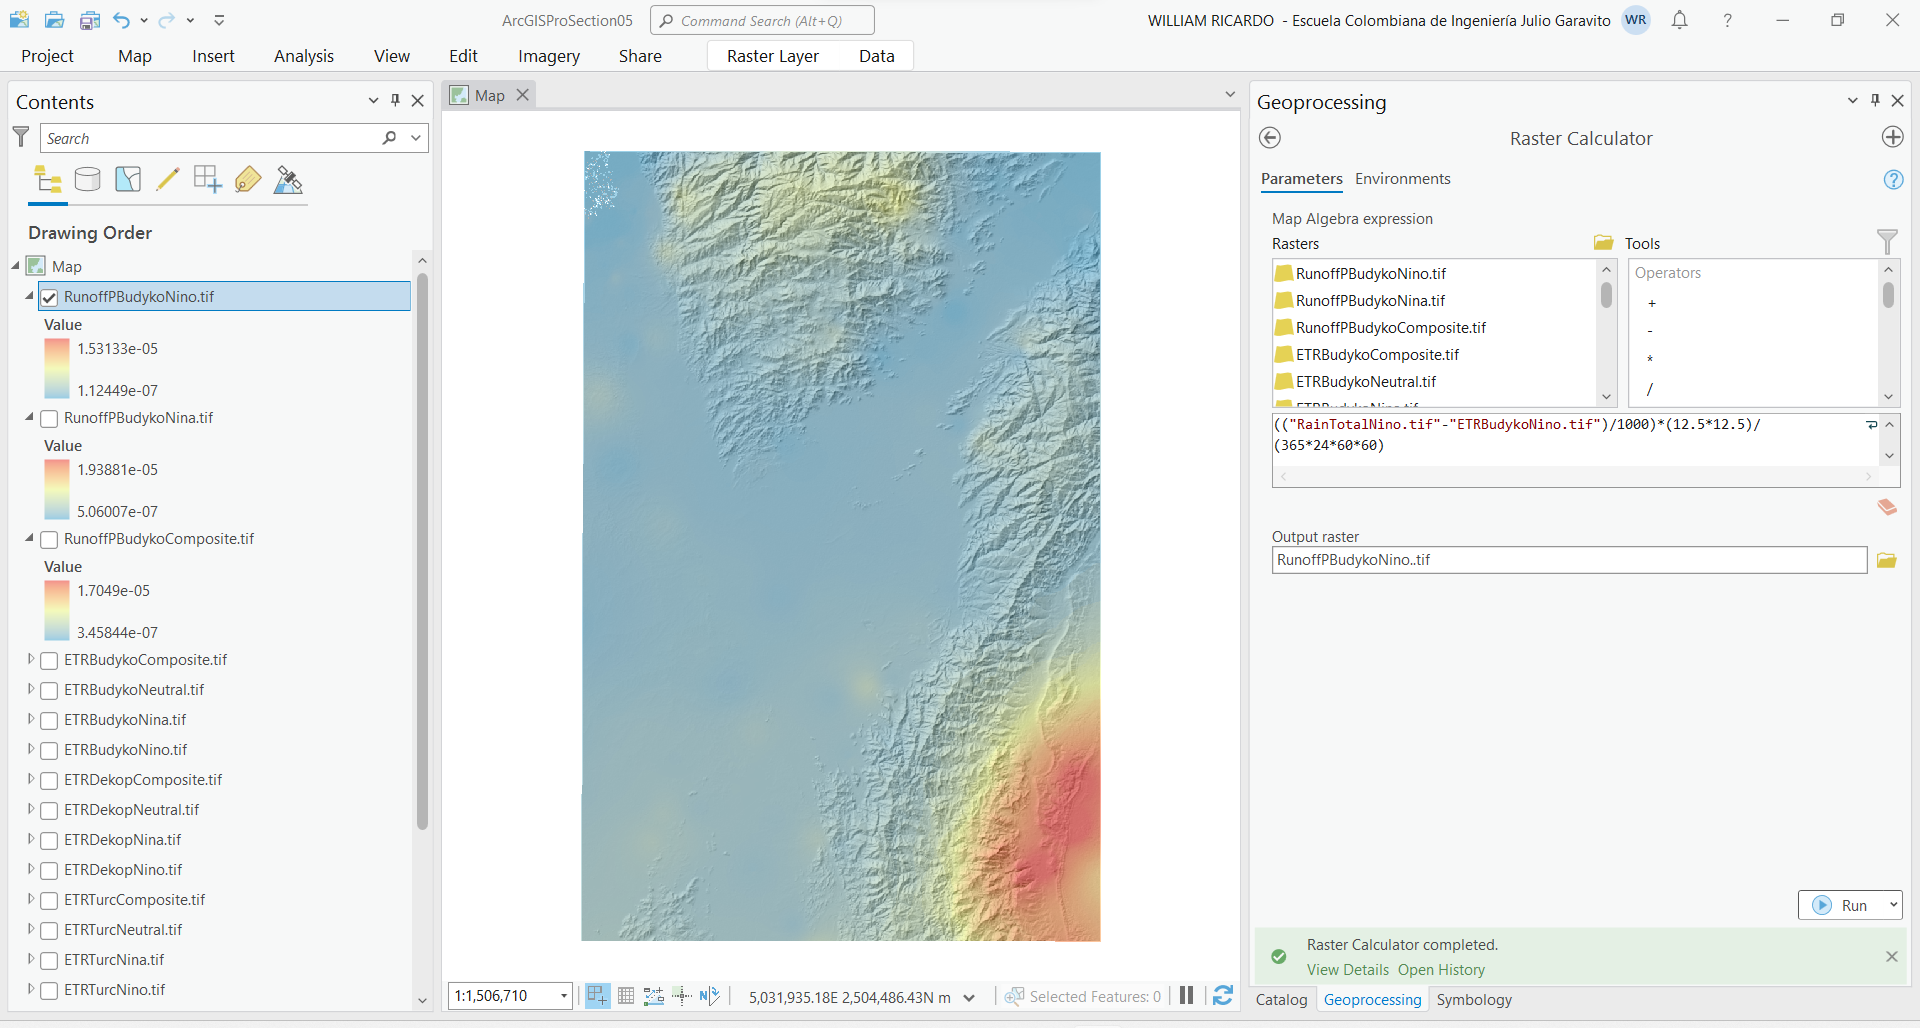 ArcGISProSection05
Command Search (Alt+Q)
WILLIAM RICARDO - Escuela Colombiana de Ingeniería Julio Garavito
WR
?
Project
Map
Insert
Analysis
View
Edit
Imagery
Share
Raster Layer
Data
Contents
Search
Drawing Order
Map
RunoffPBudykoNino.tif
Value
1.53133e-05
1.12449e-07
RunoffPBudykoNina.tif
Value
1.93881e-05
5.06007e-07
RunoffPBudykoComposite.tif
Value
1.7049e-05
3.45844e-07
ETRBudykoComposite.tif
ETRBudykoNeutral.tif
ETRBudykoNina.tif
ETRBudykoNino.tif
ETRDekopComposite.tif
ETRDekopNeutral.tif
ETRDekopNina.tif
ETRDekopNino.tif
ETRTurcComposite.tif
ETRTurcNeutral.tif
ETRTurcNina.tif
ETRTurcNino.tif
Map
1:1,506,710
5,031,935.18E 2,504,486.43N m
Selected Features: 0
Geoprocessing
Raster Calculator
Parameters
Environments
?
Map Algebra expression
Rasters
Tools
RunoffPBudykoNino.tif
RunoffPBudykoNina.tif
RunoffPBudykoComposite.tif
ETRBudykoComposite.tif
ETRBudykoNeutral.tif
Operators
+
-
*
/
(("RainTotalNino.tif"-"ETRBudykoNino.tif")/1000)*(12.5*12.5)/
(365*24*60*60)
Output raster
RunoffPBudykoNino..tif
Run
Raster Calculator completed.
View Details Open History
Catalog
Geoprocessing
Symbology